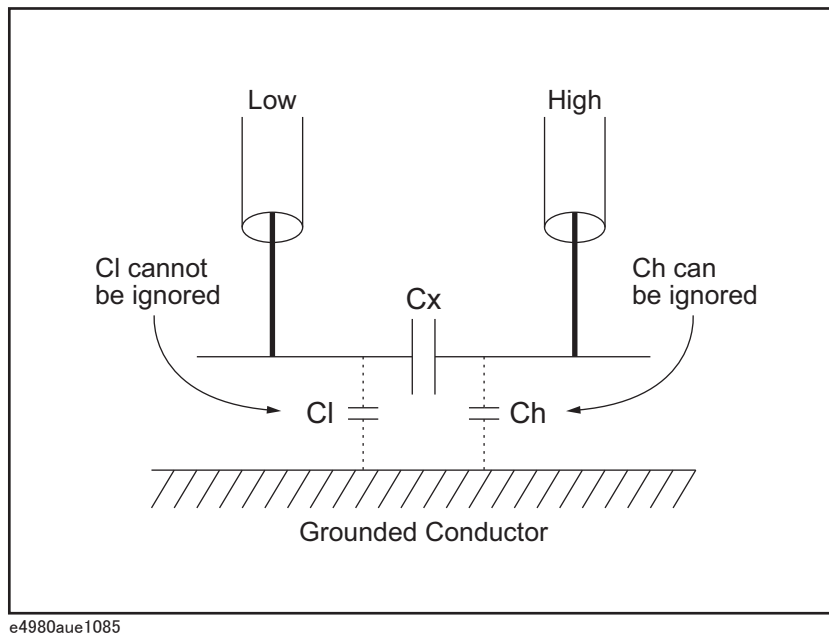 Low
High
Cl cannot
be ignored
Cx
Ch can
be ignored
Cl
Ch
Grounded Conductor
e4980aue1085